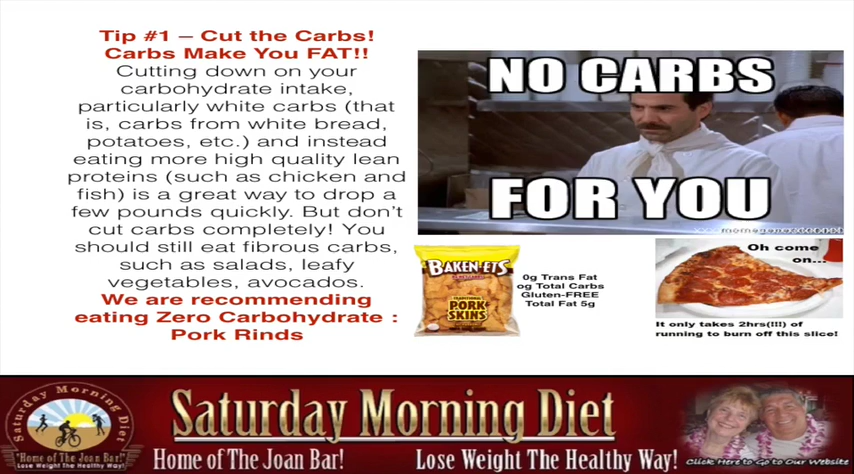 Tip #1 – Cut the Carbs!
Carbs Make You FAT!!
Cutting down on your
carbohydrate intake,
particularly white carbs (that
is, carbs from white bread,
potatoes, etc.) and instead
eating more high quality lean
proteins (such as chicken and
fish) is a great way to drop a
few pounds quickly. But don't
cut carbs completely! You
should still eat fibrous carbs,
such as salads, leafy
vegetables, avocados.
We are recommending
eating Zero Carbohydrate :
Pork Rinds
NO CARBS
FOR YOU
BAKEN-ETS
TRADITIONAL
PORK
SKINS
0g Trans Fat
0g Total Carbs
Gluten-FREE
Total Fat 5g
Oh come
on...
It only takes 2hrs(!!!) of
running to burn off this slice!
Saturday Morning Diet
"Home of The Joan Bar!"
Lose Weight The Healthy Way!
Saturday Morning Diet
Home of The Joan Bar!
Lose Weight The Healthy Way!
Click Here to Go to Our Website